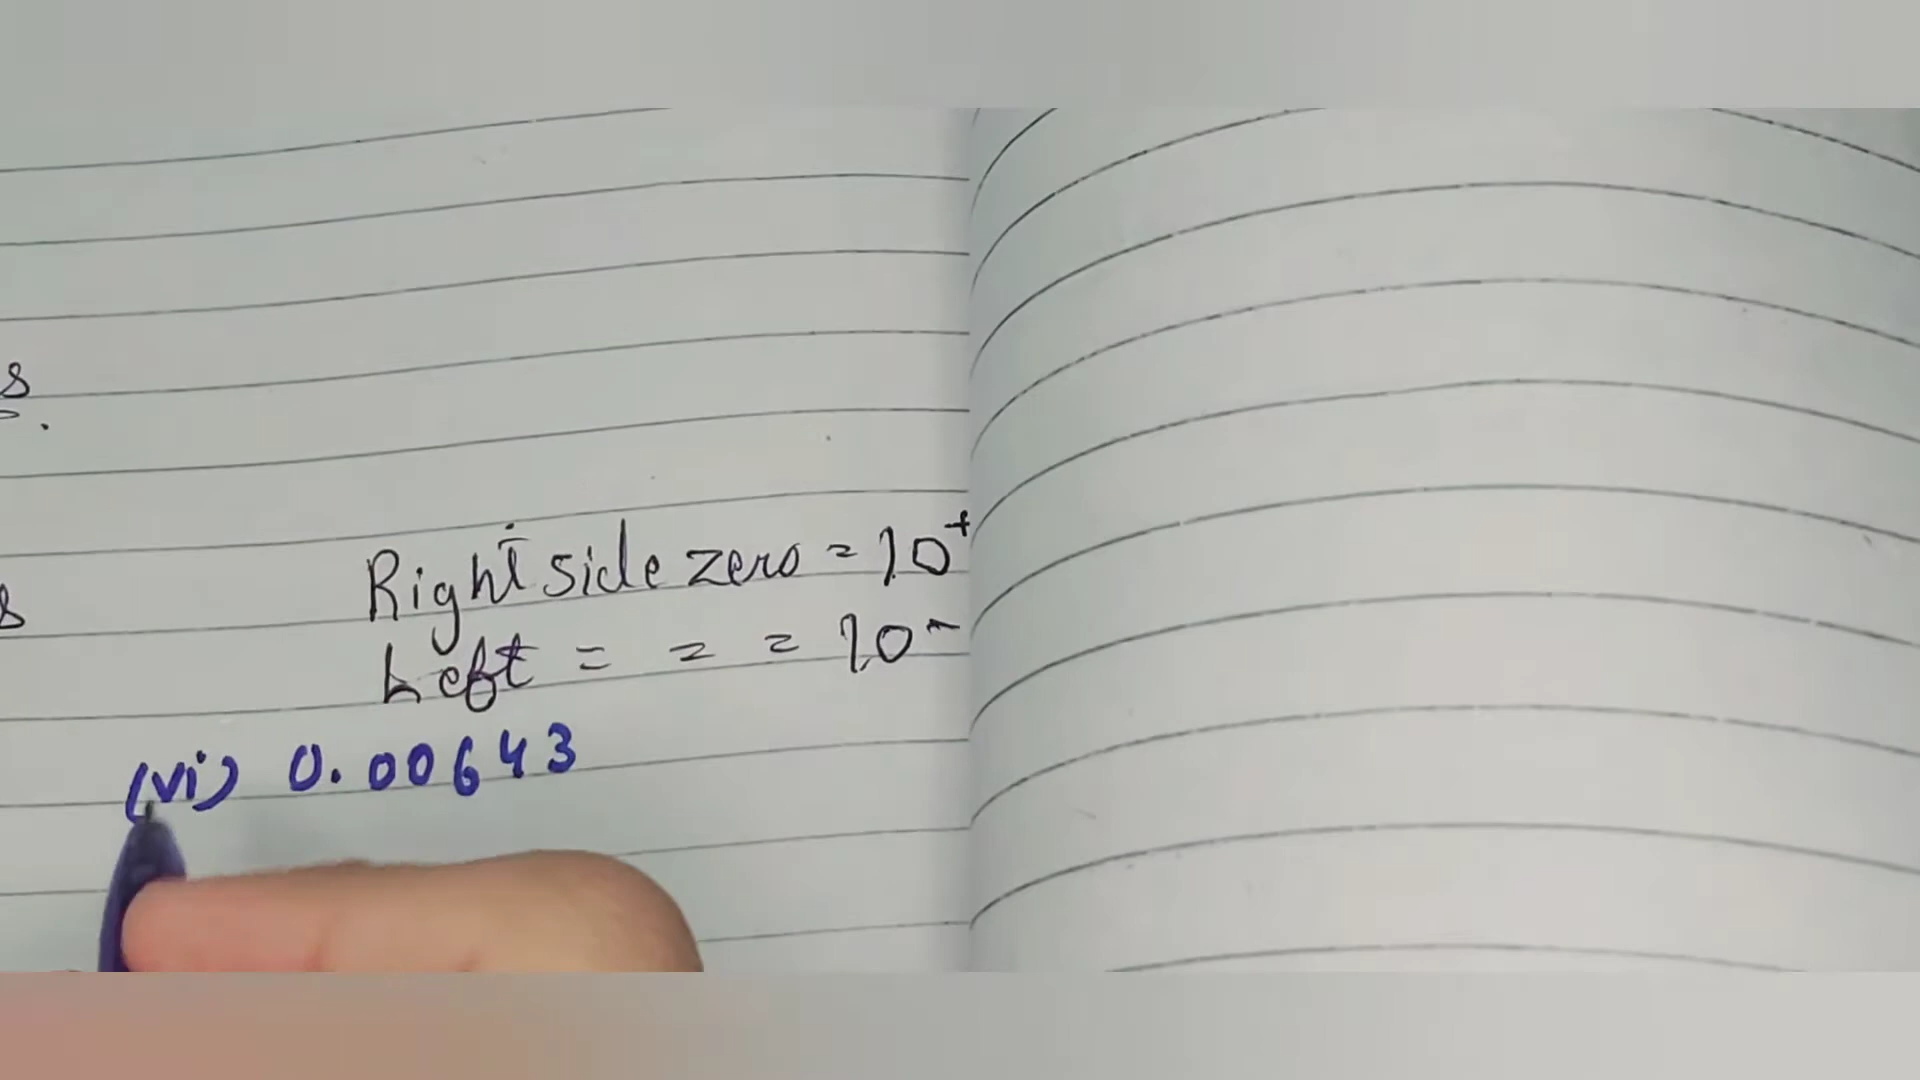 s
Right side zero = 10⁺
Left = = = 10⁻
(vi) 0.00643